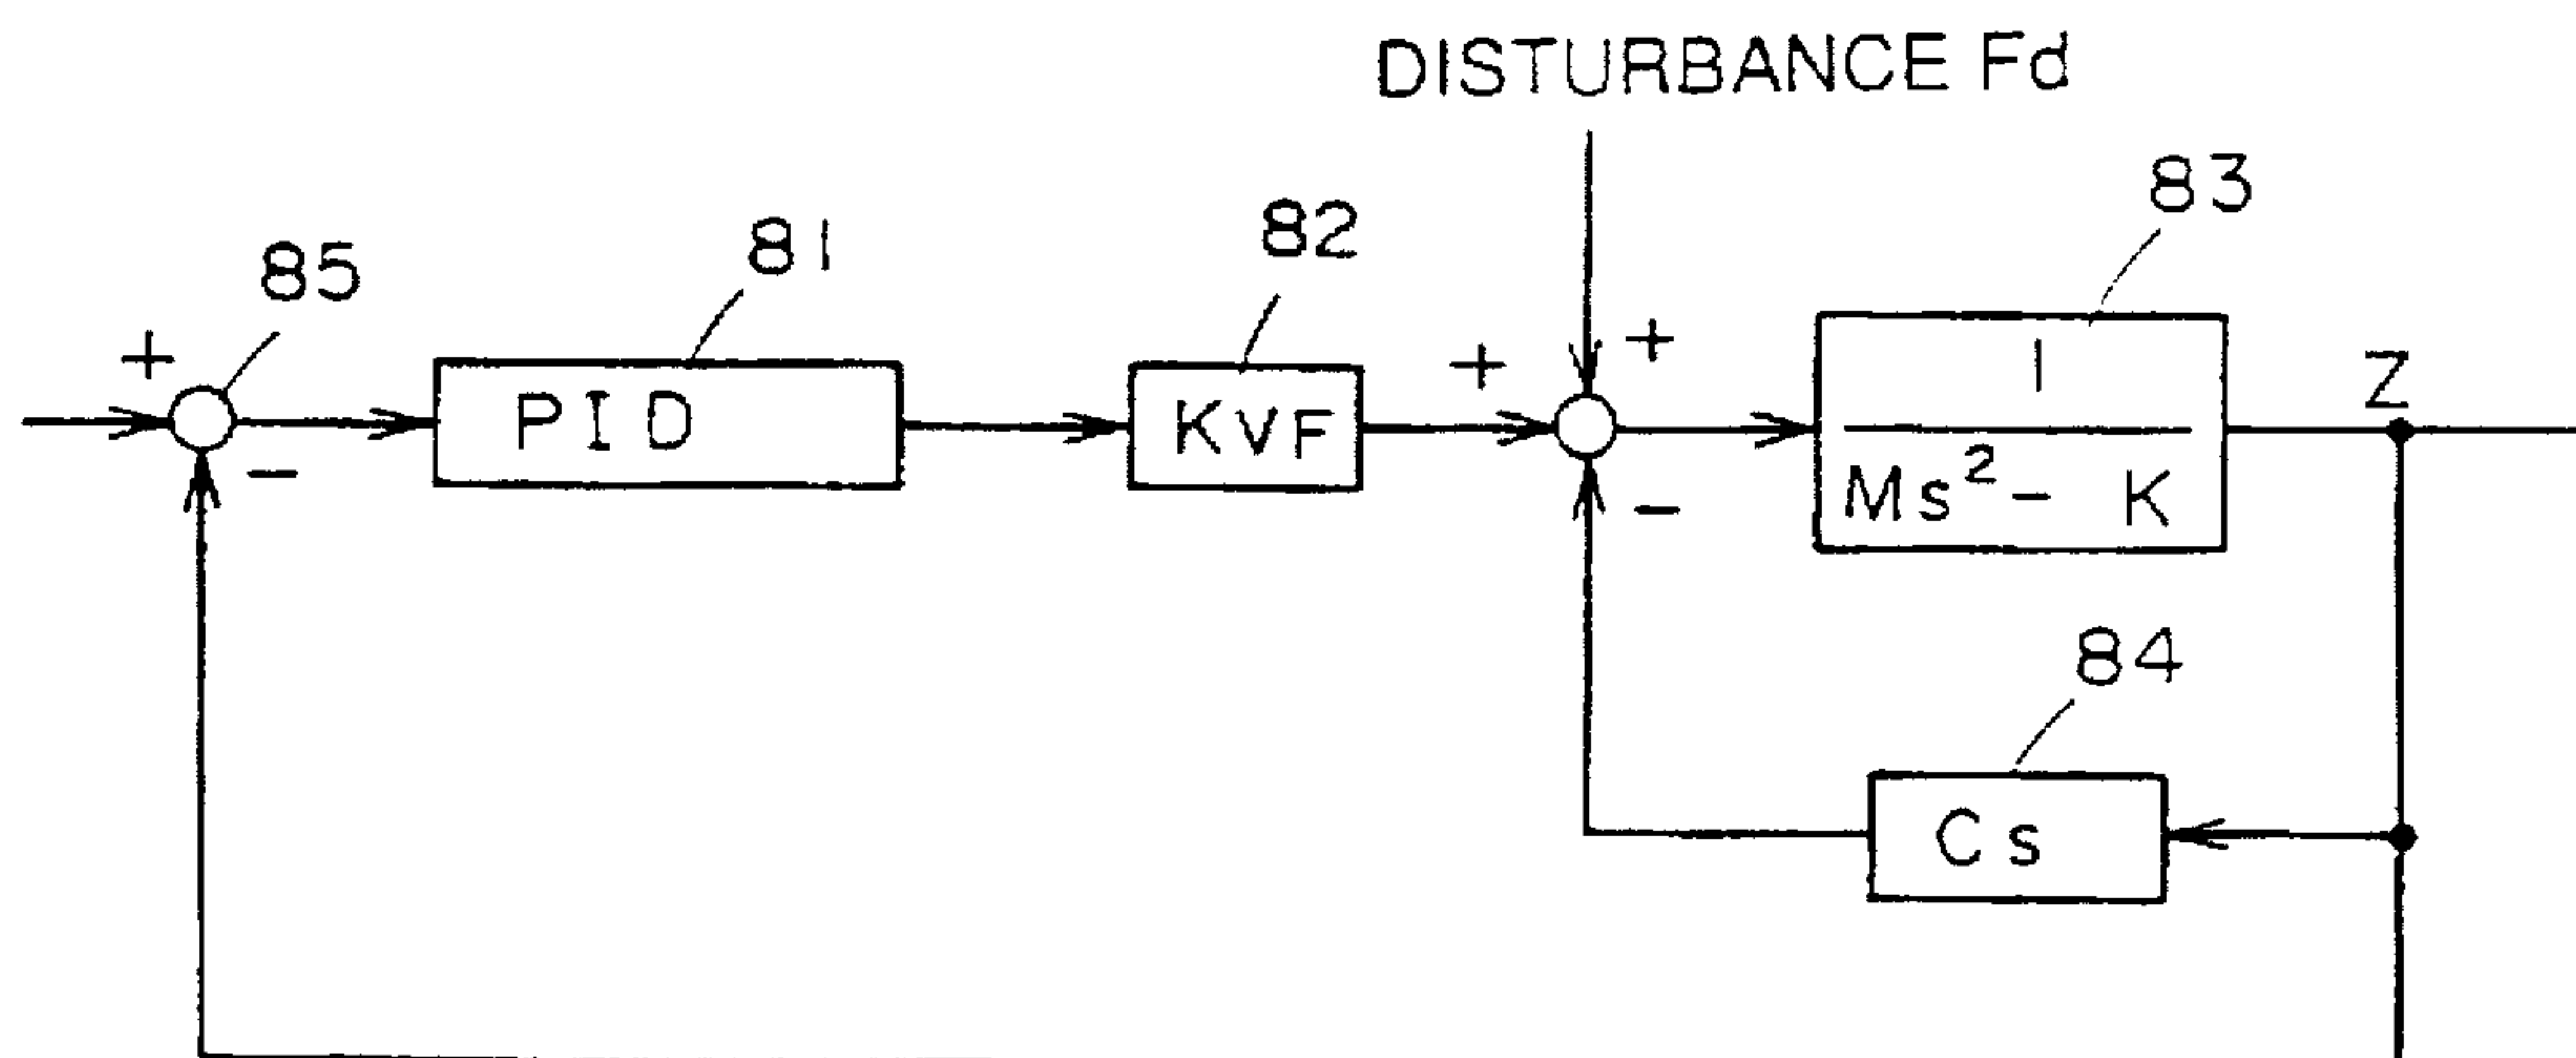 DISTURBANCE Fd
83
82
81
85
+
+
+
1
Z
PID
KVF
Ms² - K
-
-
84
Cs